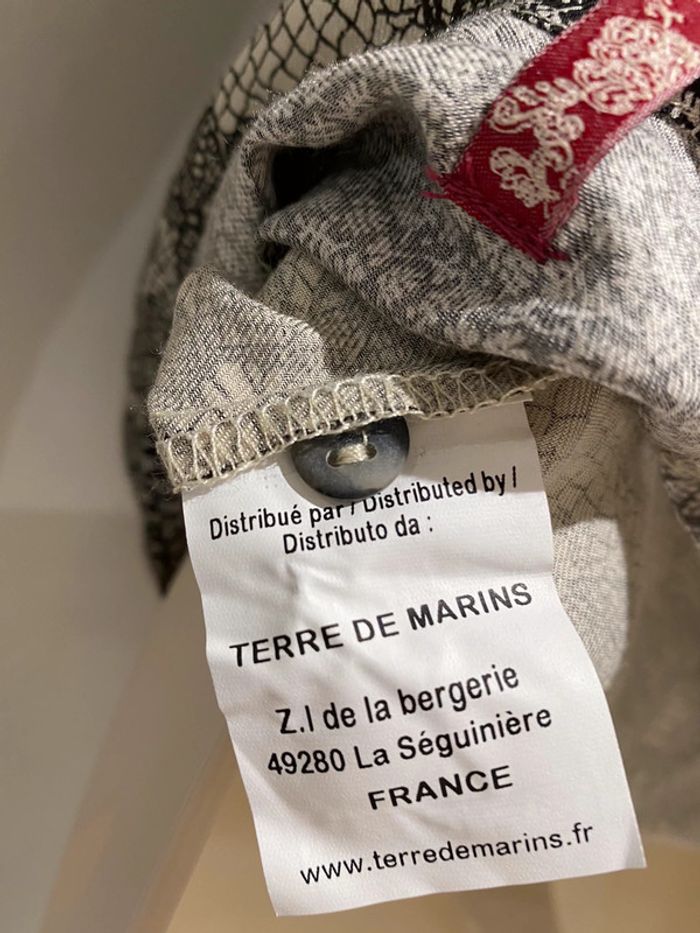 Distribué par / Distributed by /
Distributo da :
TERRE DE MARINS
Z.I de la bergerie
49280 La Séguinière
FRANCE
www.terredemarins.fr